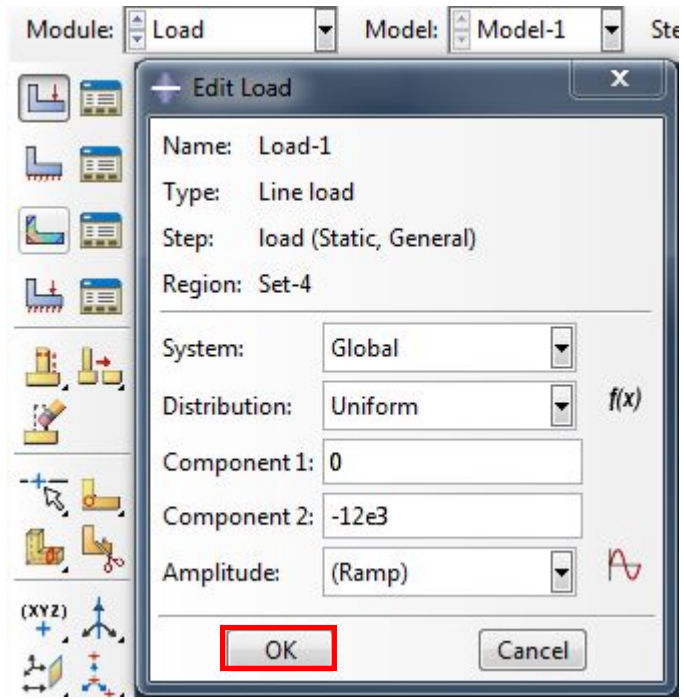 Module: Load Model: Model-1 Ste
Edit Load x
Name: Load-1
Type: Line load
Step: load (Static, General)
Region: Set-4
System: Global
Distribution: Uniform f(x)
Component 1: 0
Component 2: -12e3
Amplitude: (Ramp)
(XYZ)
OK Cancel